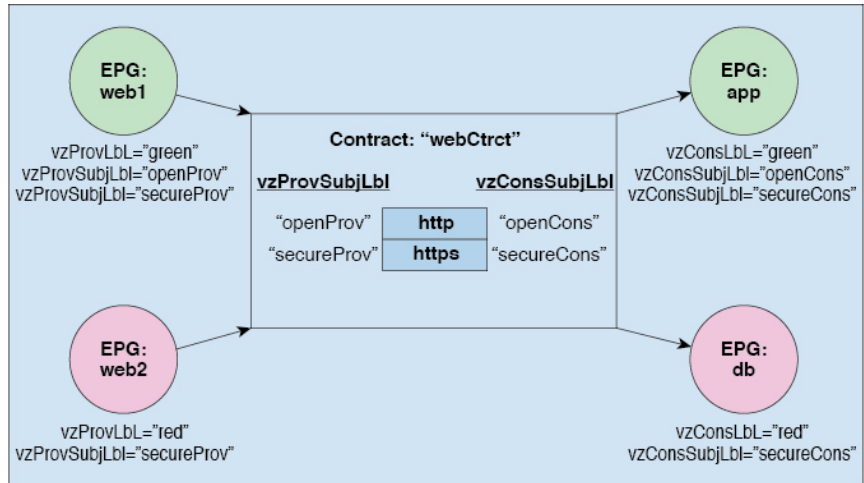 EPG:
web1
vzProvLbL="green"
vzProvSubjLbl="openProv"
vzProvSubjLbl="secureProv"
EPG:
app
vzConsLbL="green"
vzConsSubjLbl="openCons"
vzConsSubjLbl="secureCons"
Contract: “webCtrct”
vzProvSubjLbl vzConsSubjLbl
“openProv” http “openCons”
“secureProv” https “secureCons”
EPG:
web2
vzProvLbL="red"
vzProvSubjLbl="secureProv"
EPG:
db
vzConsLbL="red"
vzConsSubjLbl="secureCons"